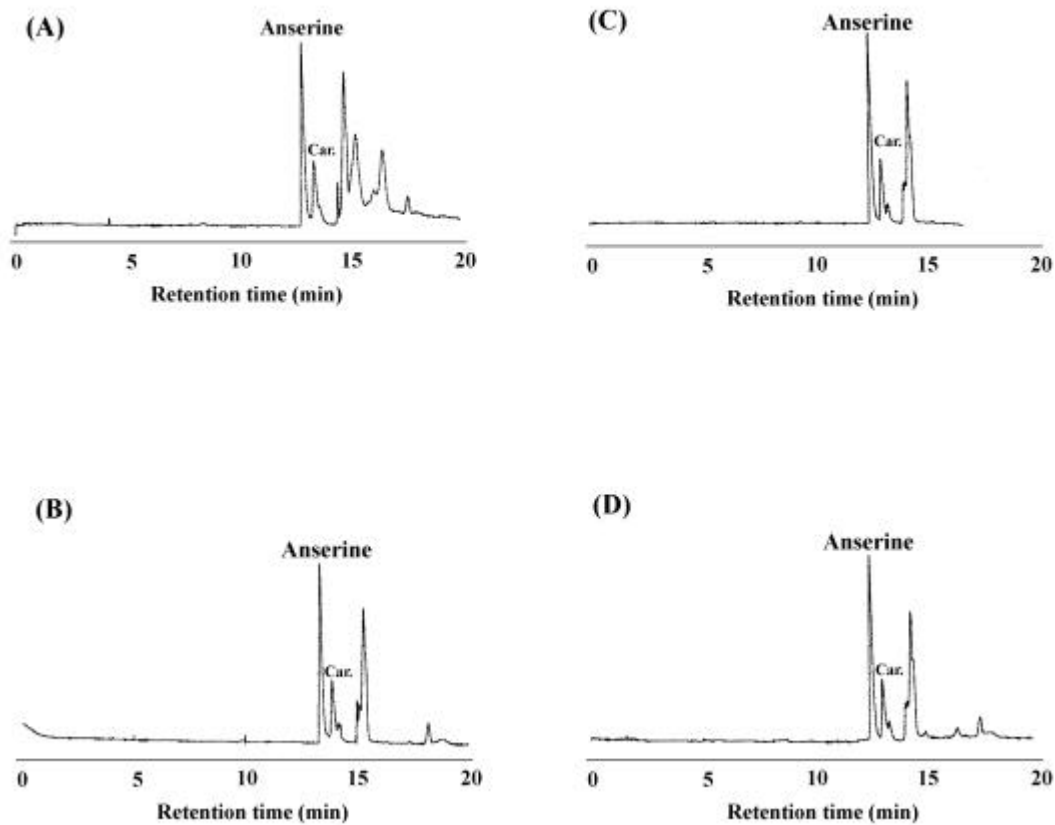 (A)
Anserine
Car.
0 5 10 15 20
Retention time (min)
(C)
Anserine
Car.
0 5 10 15 20
Retention time (min)
(B)
Anserine
Car.
0 5 10 15 20
Retention time (min)
(D)
Anserine
Car.
0 5 10 15 20
Retention time (min)